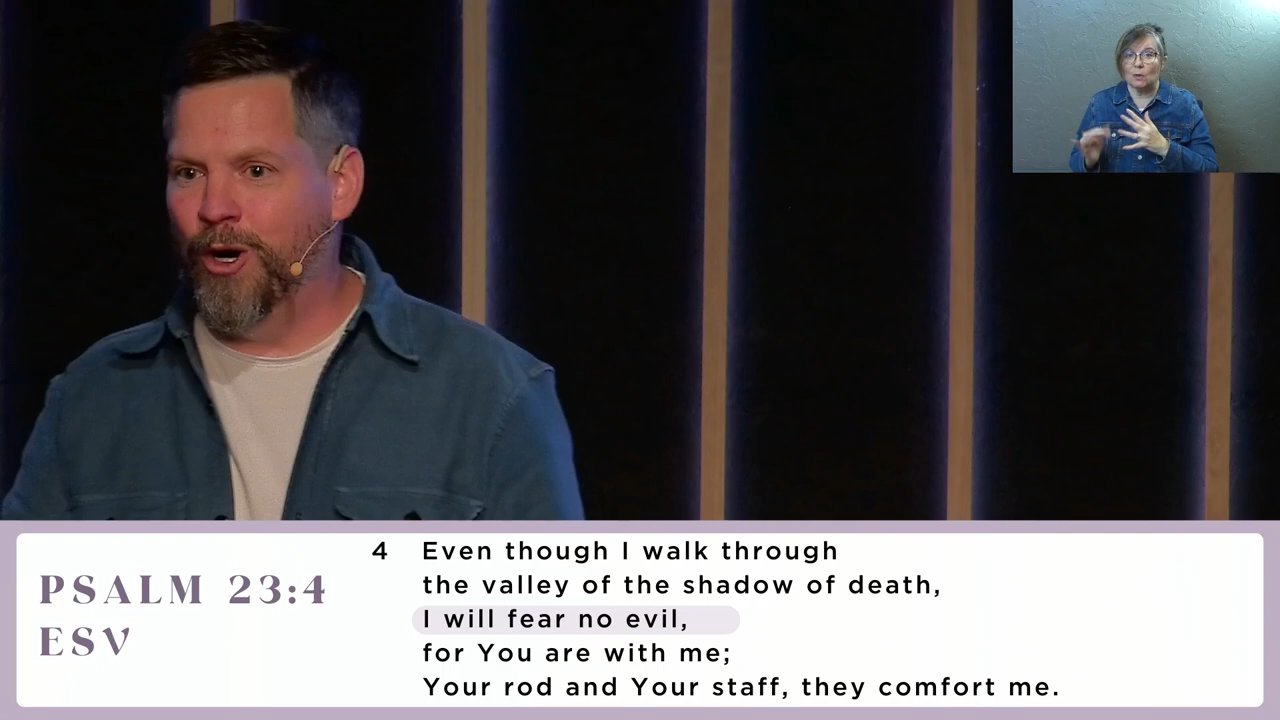 PSALM 23:4
ESV
4 Even though I walk through
the valley of the shadow of death,
I will fear no evil,
for You are with me;
Your rod and Your staff, they comfort me.